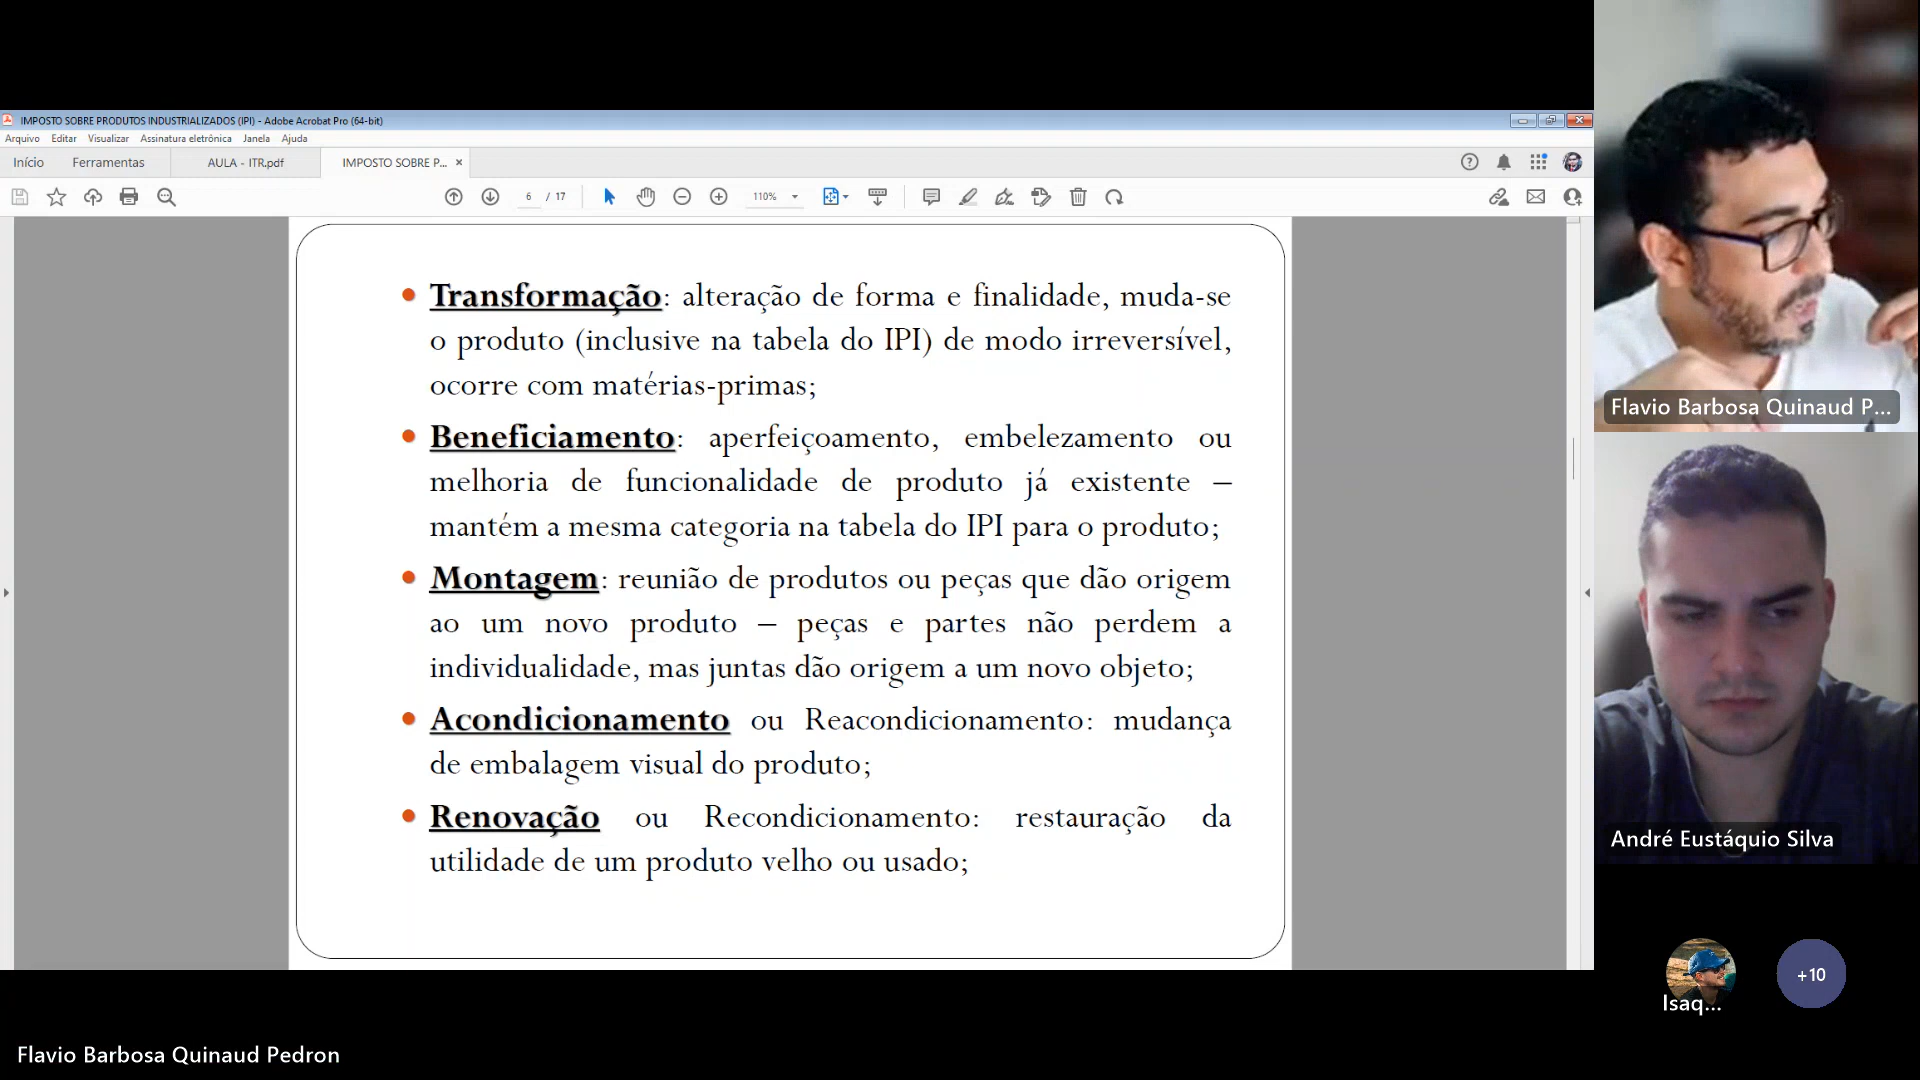 IMPOSTO SOBRE PRODUTOS INDUSTRIALIZADOS (IPI) - Adobe Acrobat Pro (64-bit)
Arquivo Editar Visualizar Assinatura eletrônica Janela Ajuda
Início Ferramentas AULA - ITR.pdf IMPOSTO SOBRE P... ×
6 / 17 110%
• Transformação: alteração de forma e finalidade, muda-se
o produto (inclusive na tabela do IPI) de modo irreversível,
ocorre com matérias-primas;
• Beneficiamento: aperfeiçoamento, embelezamento ou
melhoria de funcionalidade de produto já existente –
mantém a mesma categoria na tabela do IPI para o produto;
• Montagem: reunião de produtos ou peças que dão origem
ao um novo produto – peças e partes não perdem a
individualidade, mas juntas dão origem a um novo objeto;
• Acondicionamento ou Reacondicionamento: mudança
de embalagem visual do produto;
• Renovação ou Recondicionamento: restauração da
utilidade de um produto velho ou usado;
Flavio Barbosa Quinaud P...
André Eustáquio Silva
Isaq...
+10
Flavio Barbosa Quinaud Pedron